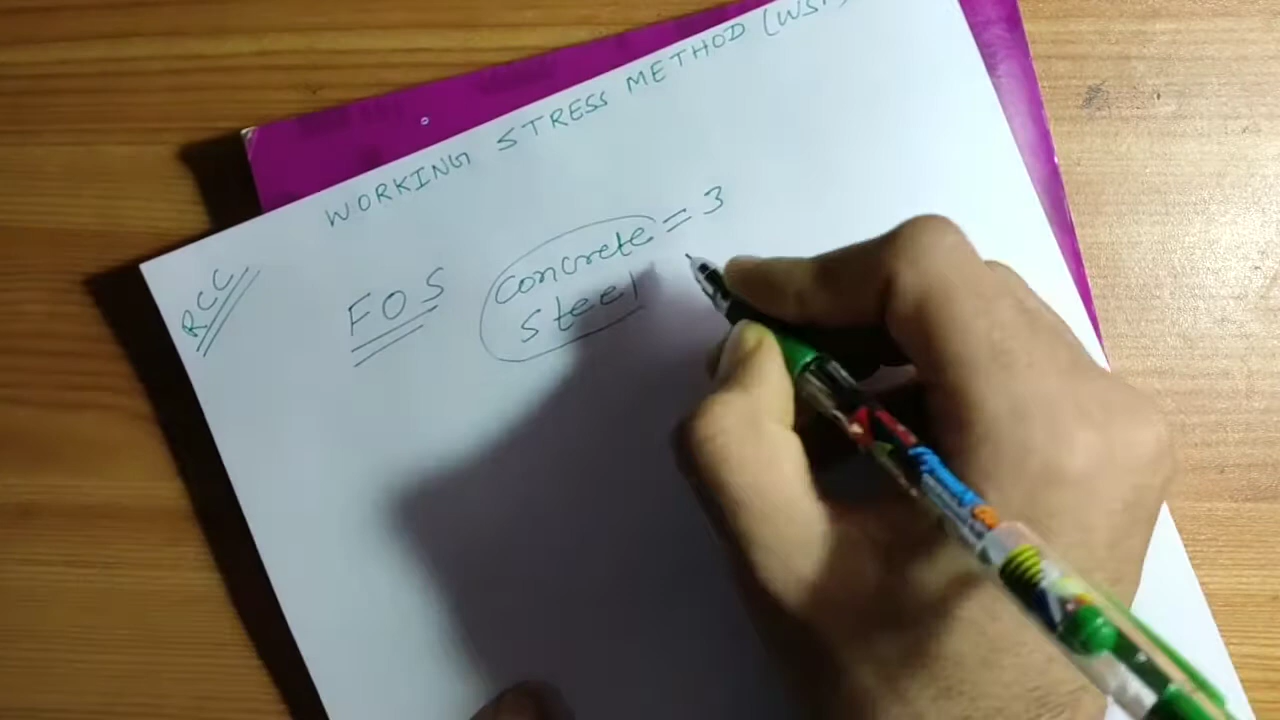 WORKING STRESS METHOD
RCC
FOS
concrete = 3
steel